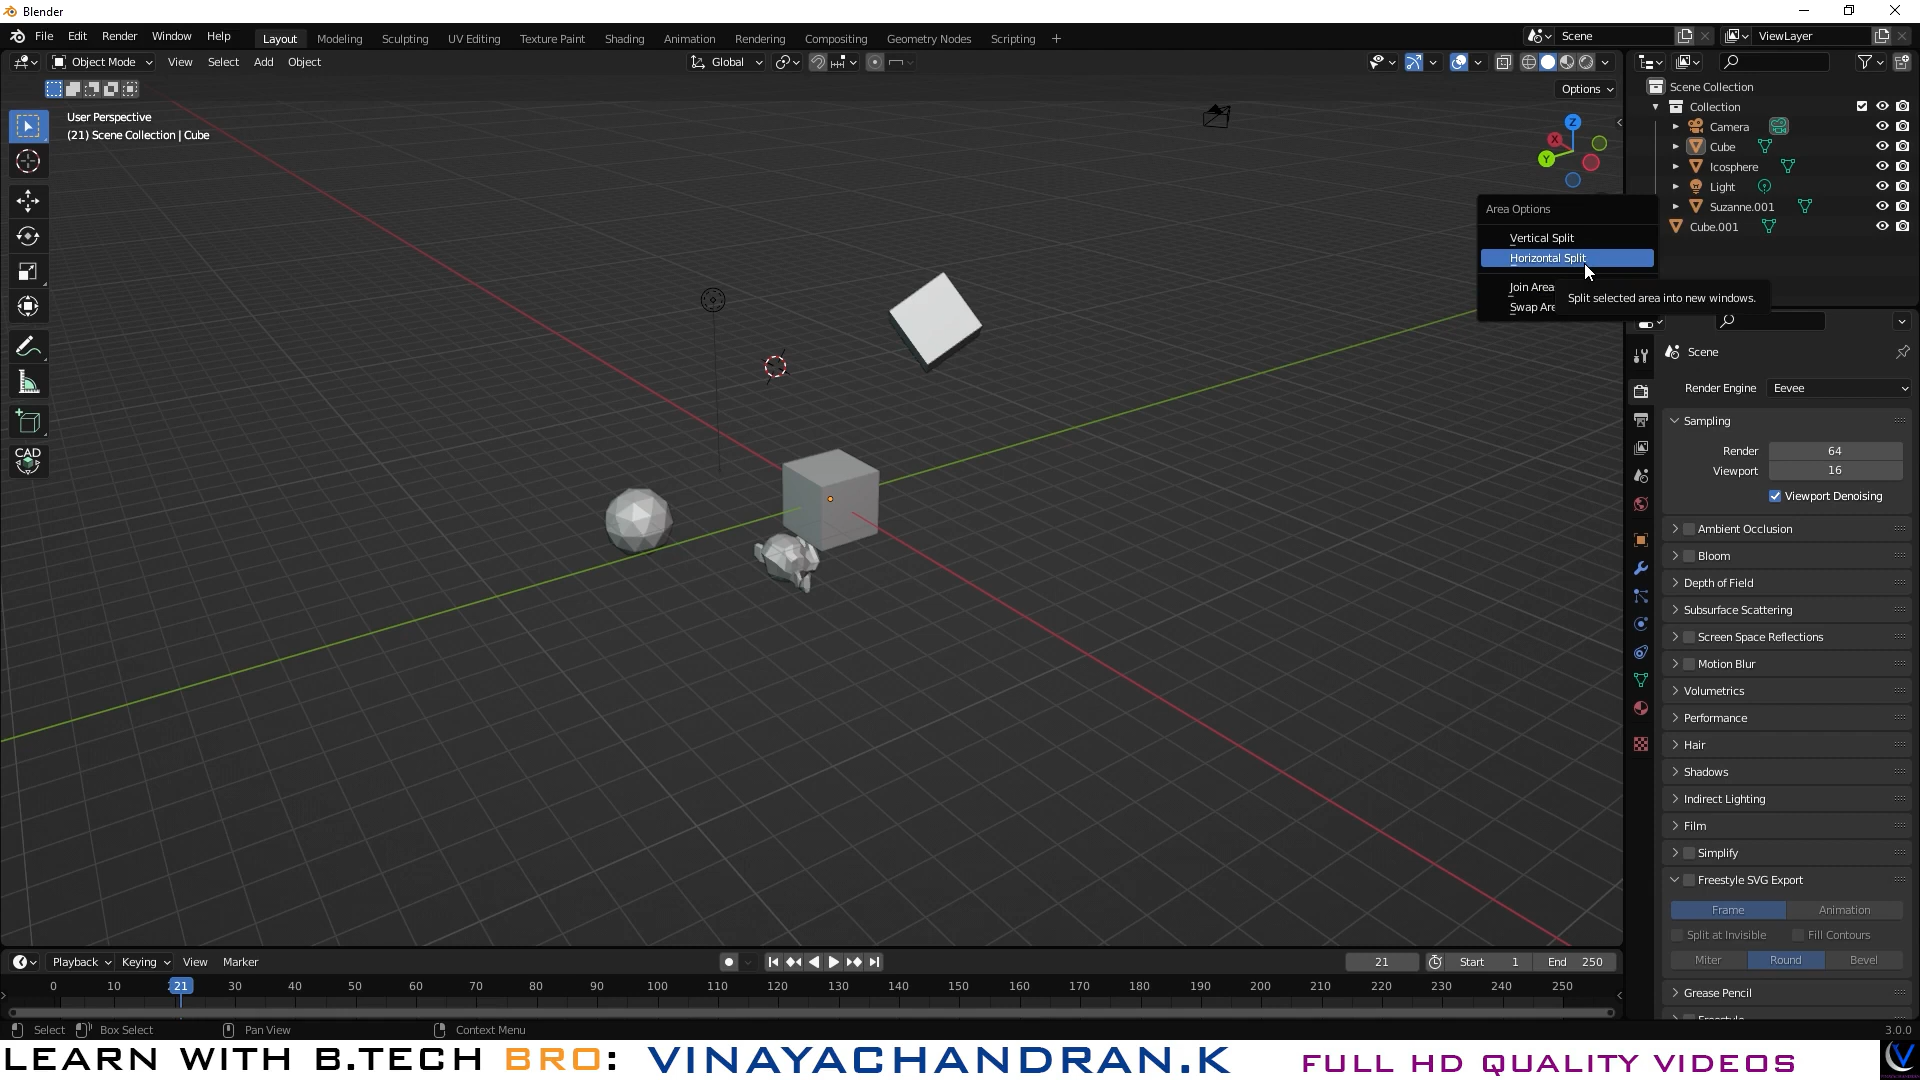 Blender
File Edit Render Window Help Layout Modeling Sculpting UV Editing Texture Paint Shading Animation Rendering Compositing Geometry Nodes Scripting + Scene ViewLayer
Object Mode View Select Add Object Global
Options
User Perspective
(21) Scene Collection | Cube
Z
X
Y
CAD
Area Options
Vertical Split
Horizontal Split
Join Area
Swap Are
Split selected area into new windows.
Scene Collection
Collection
Camera
Cube
Icosphere
Light
Suzanne.001
Cube.001
Scene
Render Engine Eevee
Sampling
Render 64
Viewport 16
Viewport Denoising
Ambient Occlusion
Bloom
Depth of Field
Subsurface Scattering
Screen Space Reflections
Motion Blur
Volumetrics
Performance
Hair
Shadows
Indirect Lighting
Film
Simplify
Freestyle SVG Export
Frame Animation
Split at Invisible Fill Contours
Miter Round Bevel
Grease Pencil
Playback Keying View Marker 21 Start 1 End 250
0 10 21 30 40 50 60 70 80 90 100 110 120 130 140 150 160 170 180 190 200 210 220 230 240 250
Select Box Select Pan View Context Menu 3.0.0
LEARN WITH B.TECH BRO: VINAYACHANDRAN.K FULL HD QUALITY VIDEOS